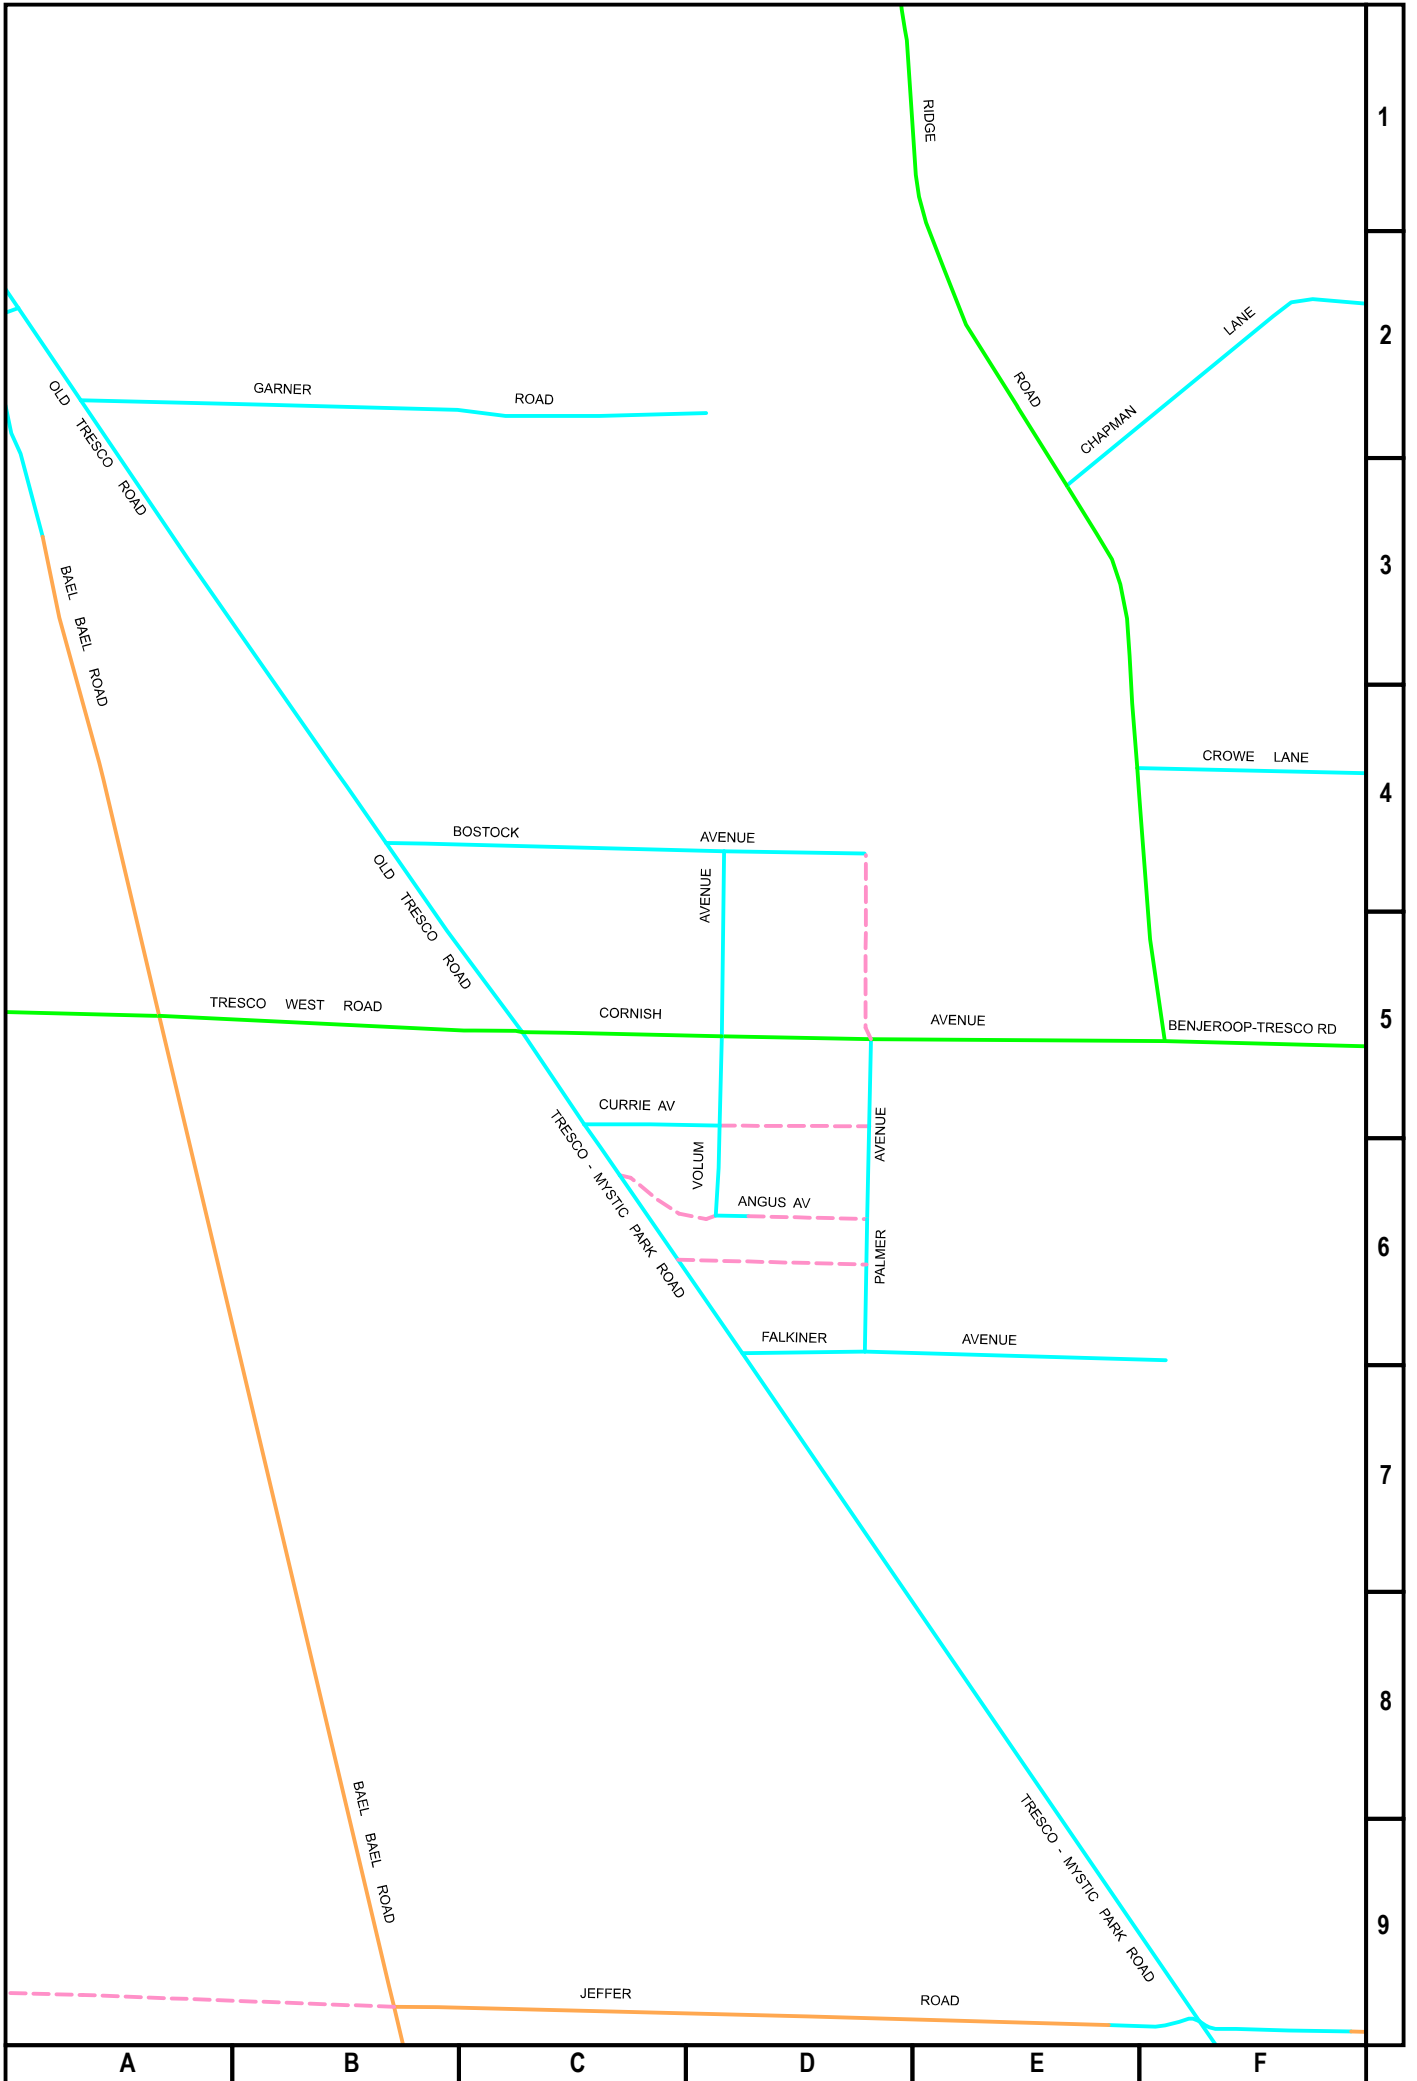 RIDGE
1
LANE
2
ROAD
GARNER
ROAD
CHAPMAN
OLD TRESCO ROAD
3
BAEL BAEL ROAD
CROWE LANE
4
BOSTOCK
AVENUE
OLD TRESCO ROAD
AVENUE
TRESCO WEST ROAD
CORNISH
AVENUE
BENJEROOP-TRESCO RD
5
CURRIE AV
TRESCO - MYSTIC PARK ROAD
VOLUM
AVENUE
ANGUS AV
PALMER
6
FALKINER
AVENUE
7
8
BAEL BAEL ROAD
TRESCO - MYSTIC PARK ROAD
9
JEFFER
ROAD
A
B
C
D
E
F